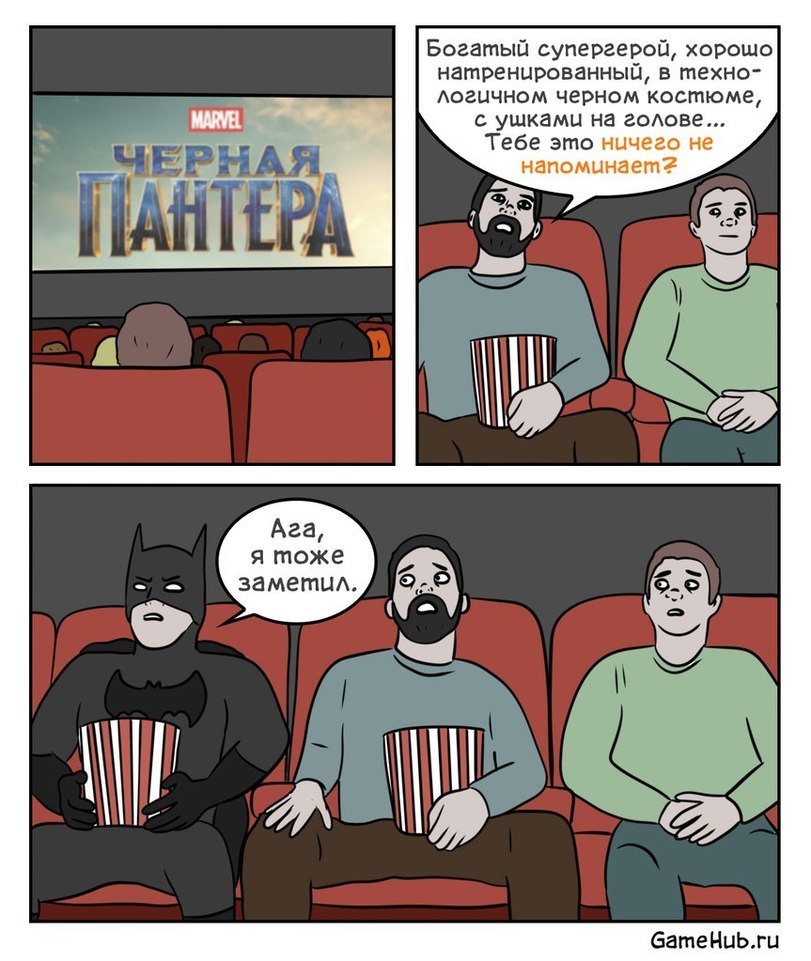 MARVEL
ЧЕРНАЯ
ПАНТЕРА
Богатый супергерой, хорошо
натренированный, в техно-
логичном черном костюме,
с ушками на голове...
Тебе это ничего не
напоминает?
Ага,
я тоже
заметил.
GameHub.ru